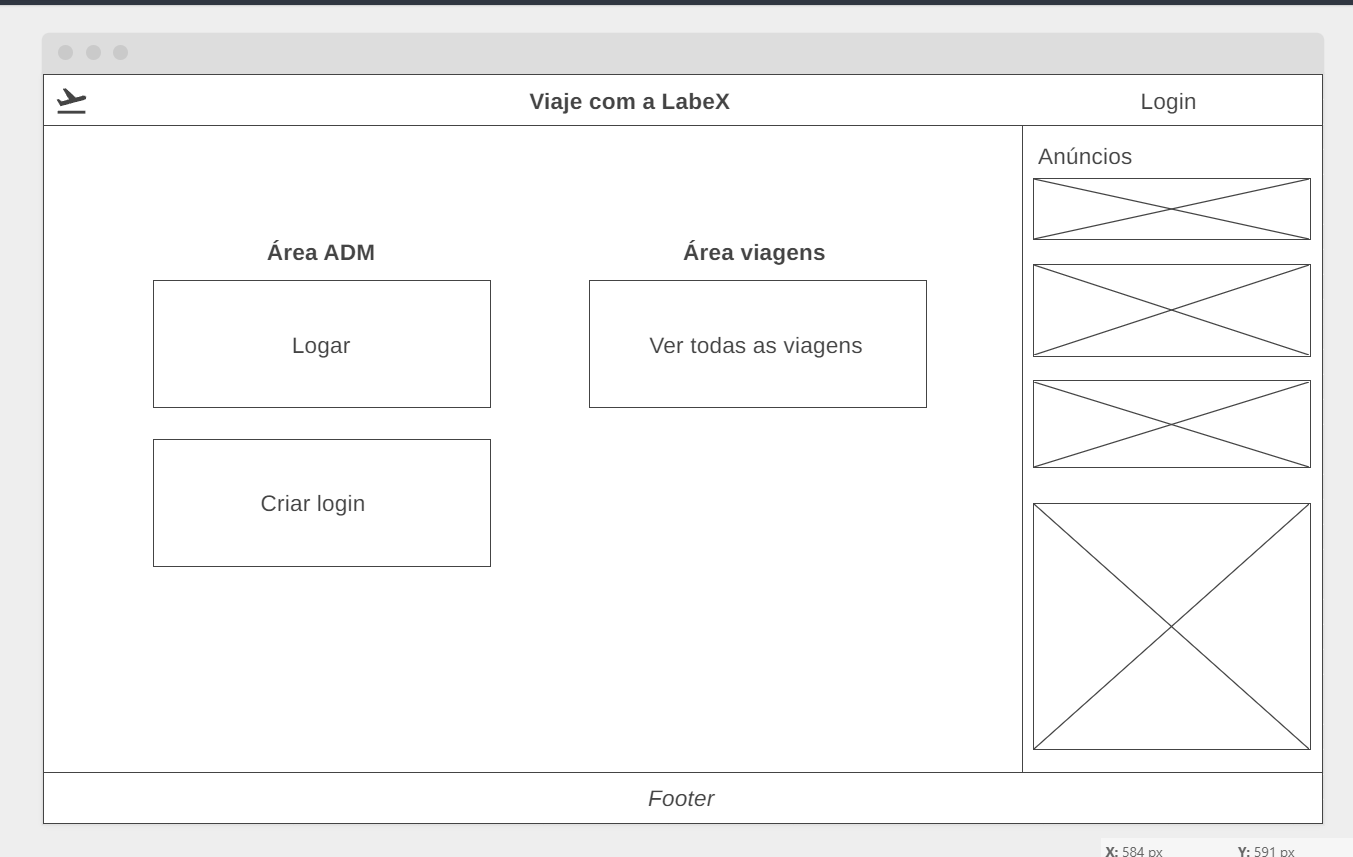 Viaje com a LabeX
Login
Anúncios
Área ADM
Logar
Criar login
Área viagens
Ver todas as viagens
Footer
X: 584 px
Y: 591 px